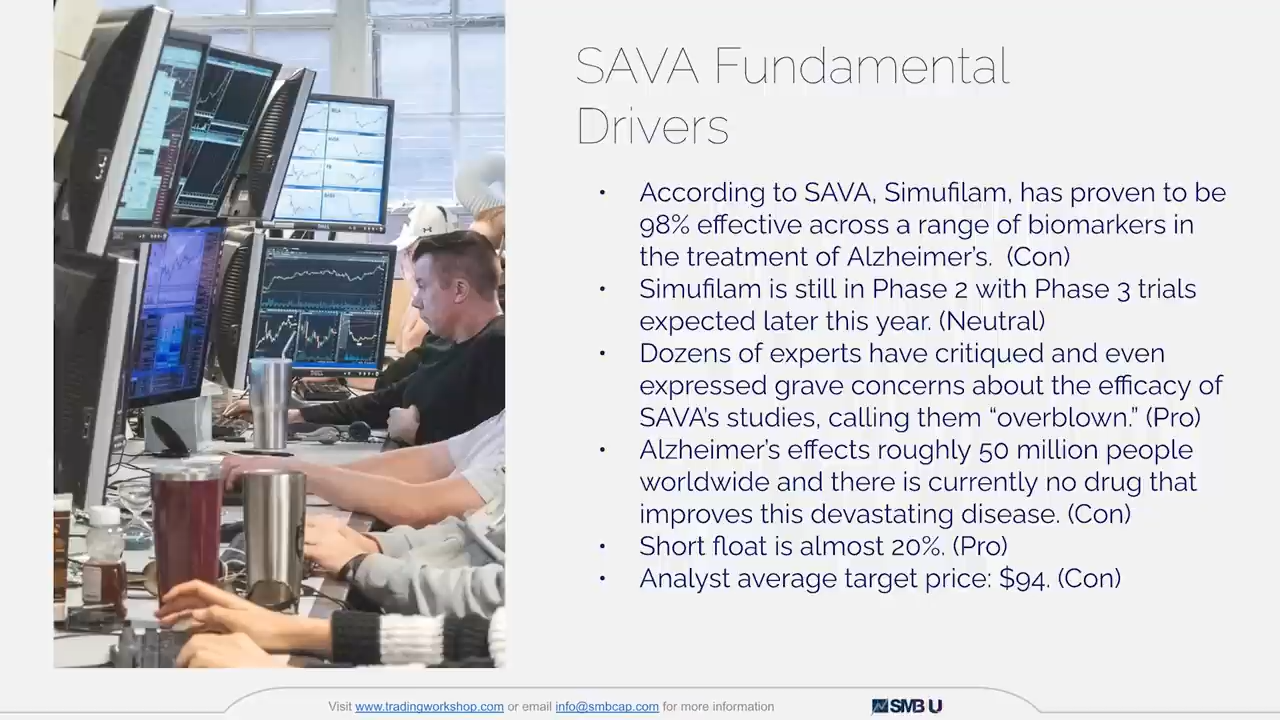 SAVA Fundamental
Drivers
• According to SAVA, Simufilam, has proven to be
98% effective across a range of biomarkers in
the treatment of Alzheimer's. (Con)
• Simufilam is still in Phase 2 with Phase 3 trials
expected later this year. (Neutral)
• Dozens of experts have critiqued and even
expressed grave concerns about the efficacy of
SAVA's studies, calling them “overblown.” (Pro)
• Alzheimer's effects roughly 50 million people
worldwide and there is currently no drug that
improves this devastating disease. (Con)
• Short float is almost 20%. (Pro)
• Analyst average target price: $94. (Con)
Visit www.tradingworkshop.com or email info@smbcap.com for more information
SMB U